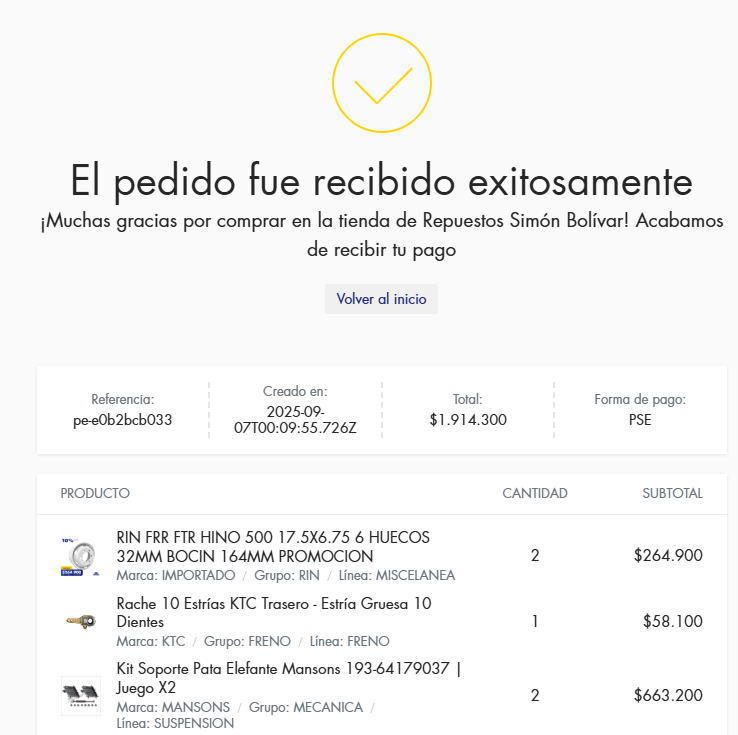 El pedido fue recibido exitosamente
¡Muchas gracias por comprar en la tienda de Repuestos Simón Bolívar! Acabamos
de recibir tu pago
Volver al inicio
Referencia:
pe-e0b2bcb033
Creado en:
2025-09-
07T00:09:55.726Z
Total:
$1.914.300
Forma de pago:
PSE
PRODUCTO CANTIDAD SUBTOTAL
RIN FRR FTR HINO 500 17.5X6.75 6 HUECOS
32MM BOCIN 164MM PROMOCION
Marca: IMPORTADO / Grupo: RIN / Línea: MISCELANEA
2
$264.900
Rache 10 Estrías KTC Trasero - Estría Gruesa 10
Dientes
Marca: KTC / Grupo: FRENO / Línea: FRENO
1
$58.100
Kit Soporte Pata Elefante Mansons 193-64179037 |
Juego X2
Marca: MANSONS / Grupo: MECANICA /
Línea: SUSPENSION
2
$663.200